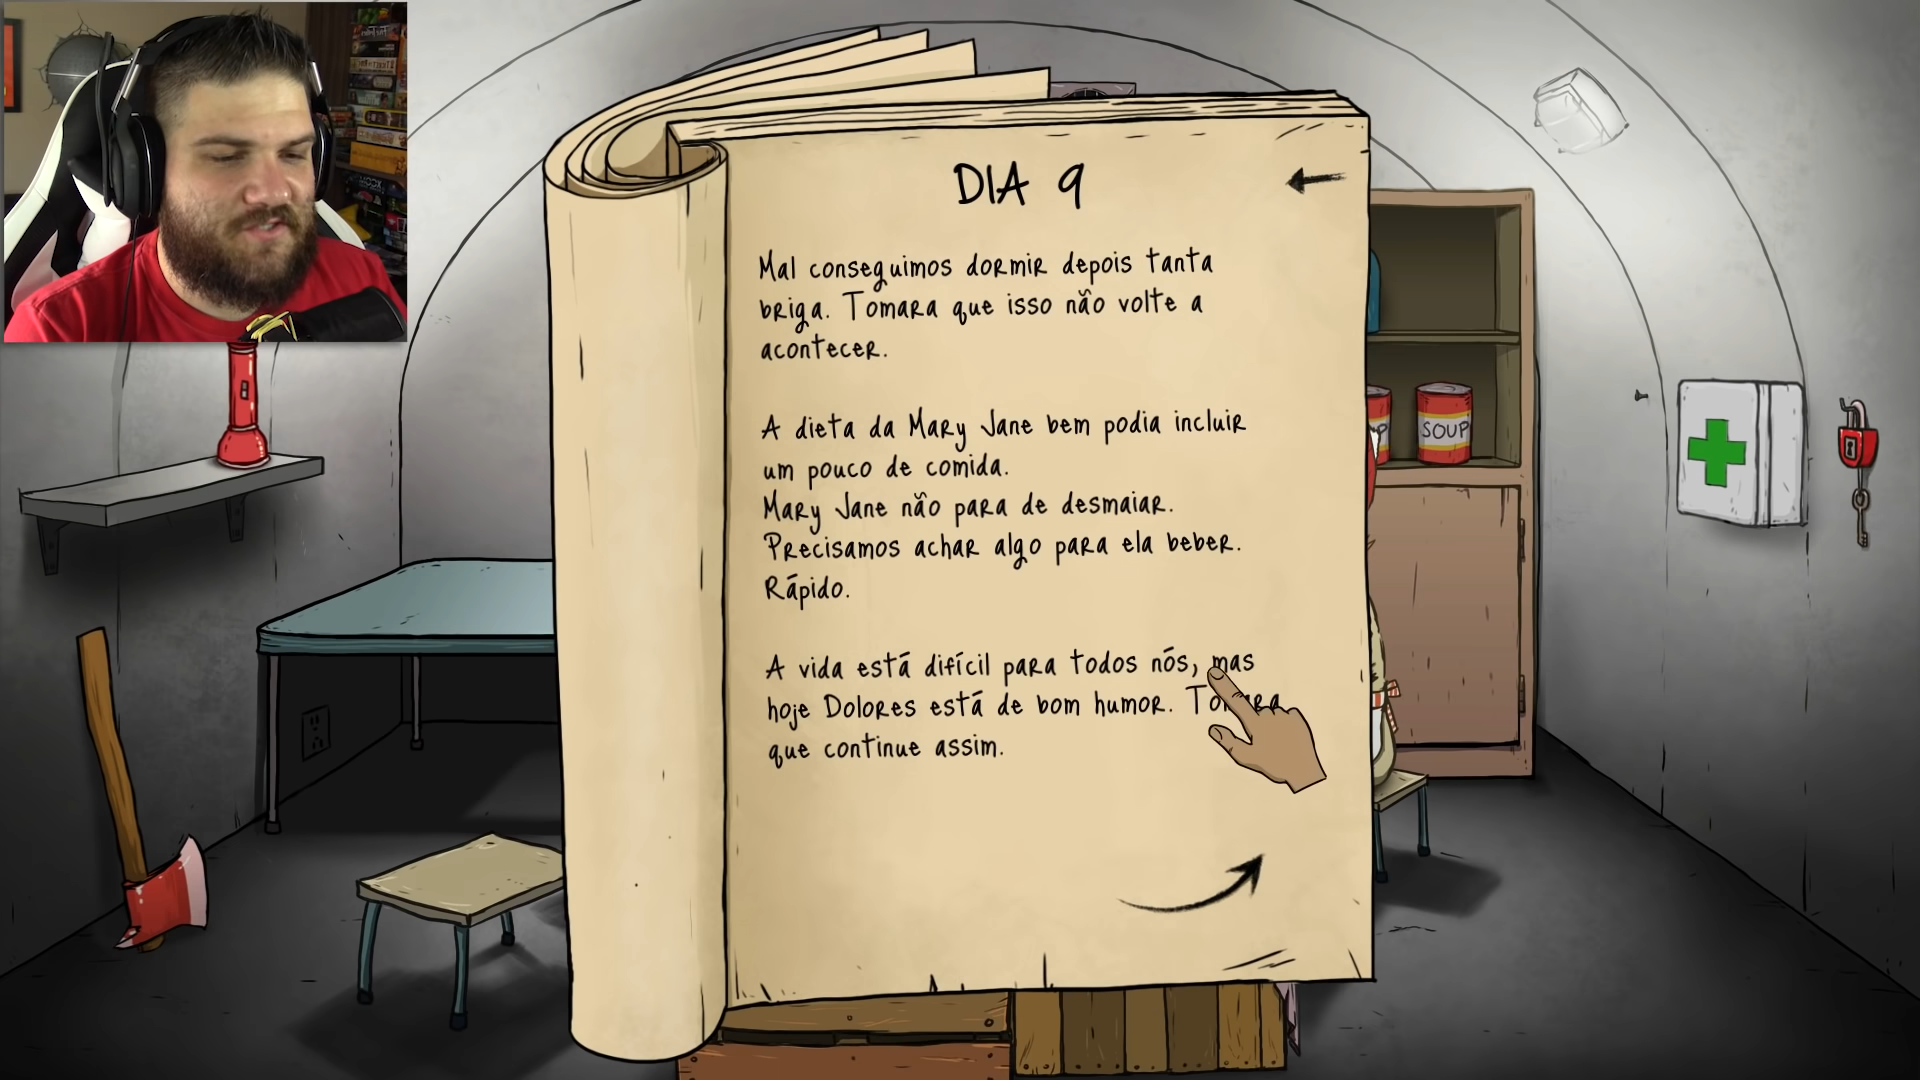 DIA 9
Mal conseguimos dormir depois tanta
briga. Tomara que isso não volte a
acontecer.
A dieta da Mary Jane bem podia incluir
um pouco de comida.
Mary Jane não para de desmaiar.
Precisamos achar algo para ela beber.
Rápido.
A vida está difícil para todos nós, mas
hoje Dolores está de bom humor. Tomara
que continue assim.
SOUP